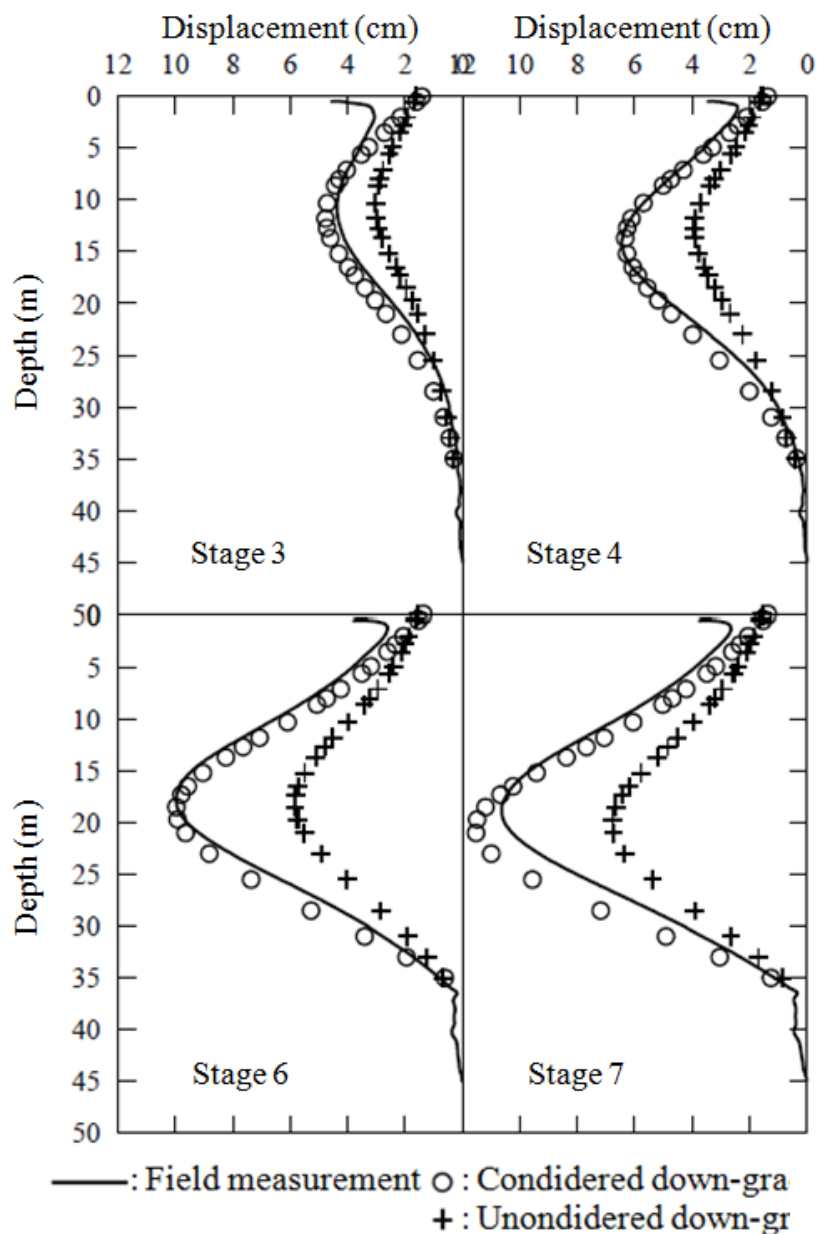 Displacement (cm) Displacement (cm)
12 10 8 6 4 2 0 12 10 8 6 4 2 0
0
5
10
15
20
25
30
35
40
45
Depth (m)
Stage 3 Stage 4
50
0
5
10
15
20
25
30
35
40
45
50
Depth (m)
Stage 6 Stage 7
: Field measurement : Condidered down-gra
: Unondidered down-gr